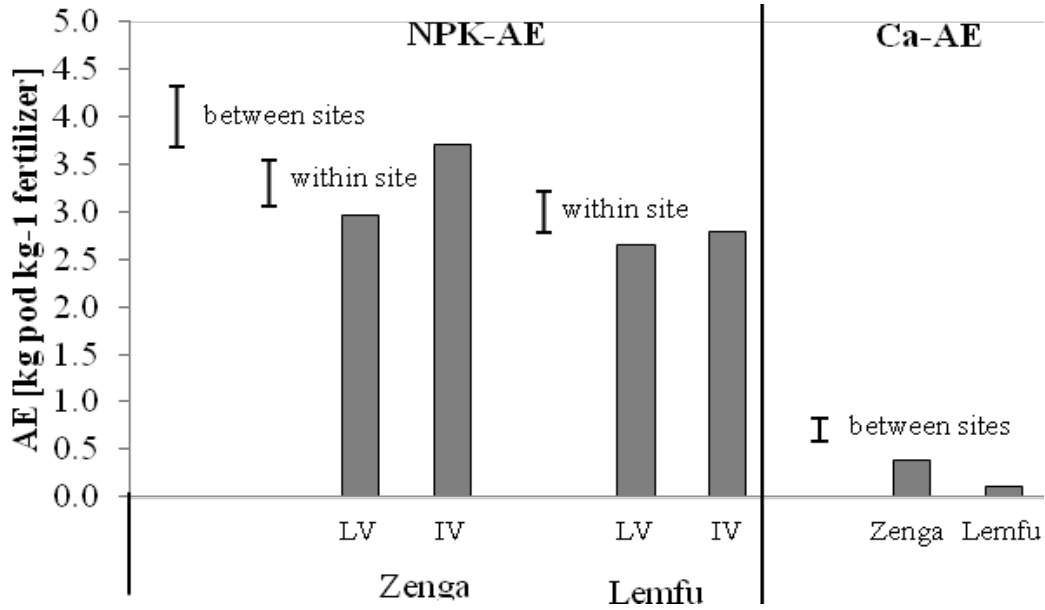 NPK-AE
Ca-AE
AE [kg pod kg-1 fertilizer]
5.0
4.5
4.0
3.5
3.0
2.5
2.0
1.5
1.0
0.5
0.0
between sites
within site
within site
between sites
LV IV LV IV Zenga Lemfu
Zenga Lemfu